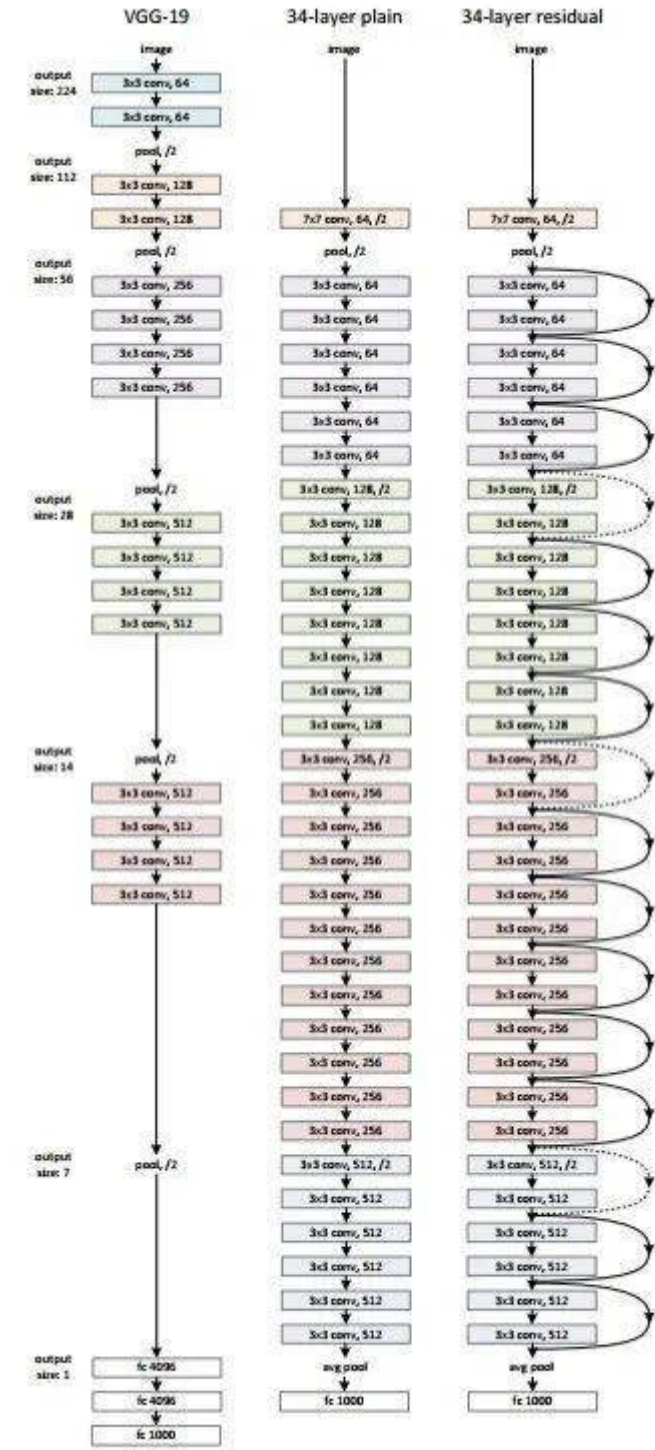 VGG-19
image
output
size: 224
3x3 conv, 64
3x3 conv, 64
pool, /2
output
size: 112
3x3 conv, 128
3x3 conv, 128
pool, /2
output
size: 56
3x3 conv, 256
3x3 conv, 256
3x3 conv, 256
3x3 conv, 256
pool, /2
output
size: 28
3x3 conv, 512
3x3 conv, 512
3x3 conv, 512
3x3 conv, 512
output
size: 14
pool, /2
3x3 conv, 512
3x3 conv, 512
3x3 conv, 512
3x3 conv, 512
output
size: 7
pool, /2
output
size: 1
fc 4096
fc 4096
fc 1000
34-layer plain
image
7x7 conv, 64, /2
pool, /2
3x3 conv, 64
3x3 conv, 64
3x3 conv, 64
3x3 conv, 64
3x3 conv, 64
3x3 conv, 64
3x3 conv, 128, /2
3x3 conv, 128
3x3 conv, 128
3x3 conv, 128
3x3 conv, 128
3x3 conv, 128
3x3 conv, 128
3x3 conv, 128
3x3 conv, 256, /2
3x3 conv, 256
3x3 conv, 256
3x3 conv, 256
3x3 conv, 256
3x3 conv, 256
3x3 conv, 256
3x3 conv, 256
3x3 conv, 256
3x3 conv, 256
3x3 conv, 256
3x3 conv, 256
3x3 conv, 512, /2
3x3 conv, 512
3x3 conv, 512
3x3 conv, 512
3x3 conv, 512
3x3 conv, 512
avg pool
fc 1000
34-layer residual
image
7x7 conv, 64, /2
pool, /2
3x3 conv, 64
3x3 conv, 64
3x3 conv, 64
3x3 conv, 64
3x3 conv, 64
3x3 conv, 64
3x3 conv, 128, /2
3x3 conv, 128
3x3 conv, 128
3x3 conv, 128
3x3 conv, 128
3x3 conv, 128
3x3 conv, 128
3x3 conv, 128
3x3 conv, 256, /2
3x3 conv, 256
3x3 conv, 256
3x3 conv, 256
3x3 conv, 256
3x3 conv, 256
3x3 conv, 256
3x3 conv, 256
3x3 conv, 256
3x3 conv, 256
3x3 conv, 256
3x3 conv, 256
3x3 conv, 512, /2
3x3 conv, 512
3x3 conv, 512
3x3 conv, 512
3x3 conv, 512
3x3 conv, 512
avg pool
fc 1000